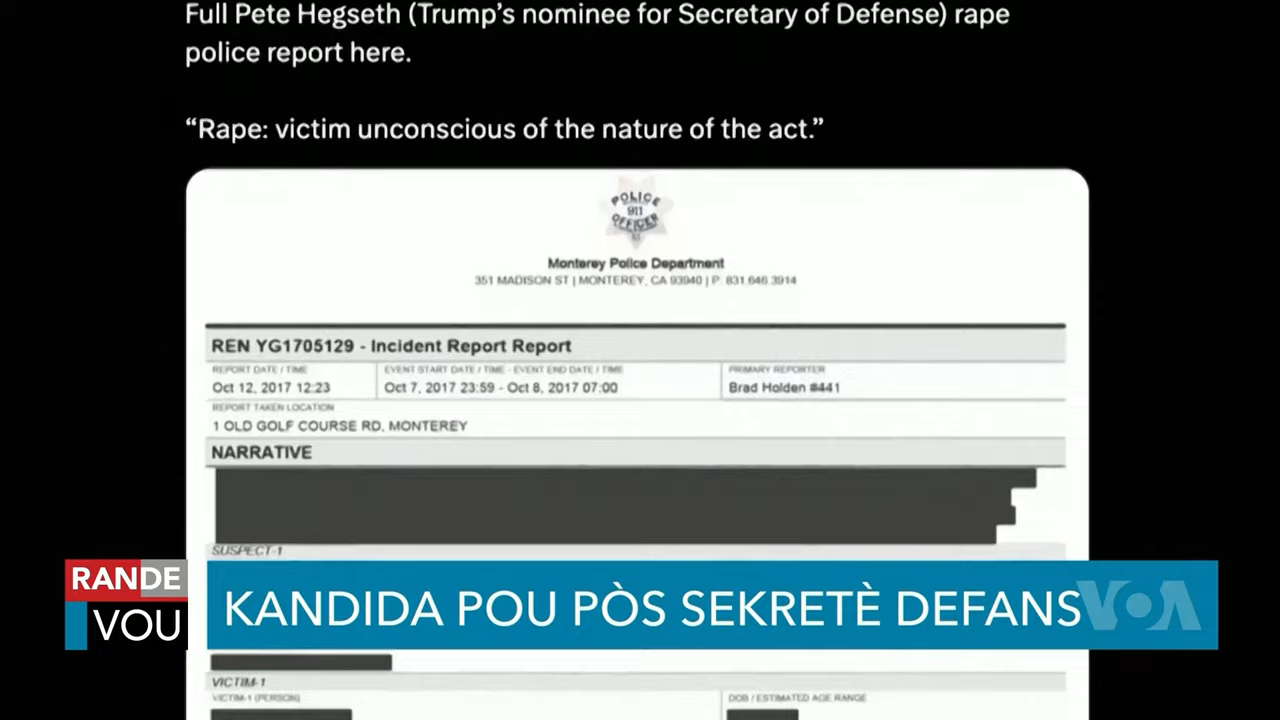 Full Pete Hegseth (Trump's nominee for Secretary of Defense) rape
police report here.
“Rape: victim unconscious of the nature of the act.”
POLICE
911
OFFICER
Monterey Police Department
351 MADISON ST | MONTEREY, CA 93940 | P: 831.646.3914
REN YG1705129 - Incident Report Report
REPORT DATE / TIME
EVENT START DATE / TIME - EVENT END DATE / TIME
PRIMARY REPORTER
Oct 12, 2017 12:23
Oct 7, 2017 23:59 - Oct 8, 2017 07:00
Brad Holden #441
REPORT TAKEN LOCATION
1 OLD GOLF COURSE RD, MONTEREY
NARRATIVE
SUSPECT-1
RANDE
VOU
KANDIDA POU PÒS SEKRETÈ DEFANS
VOA
VICTIM-1
VICTIM-1 (PERSON)
DOB / ESTIMATED AGE RANGE